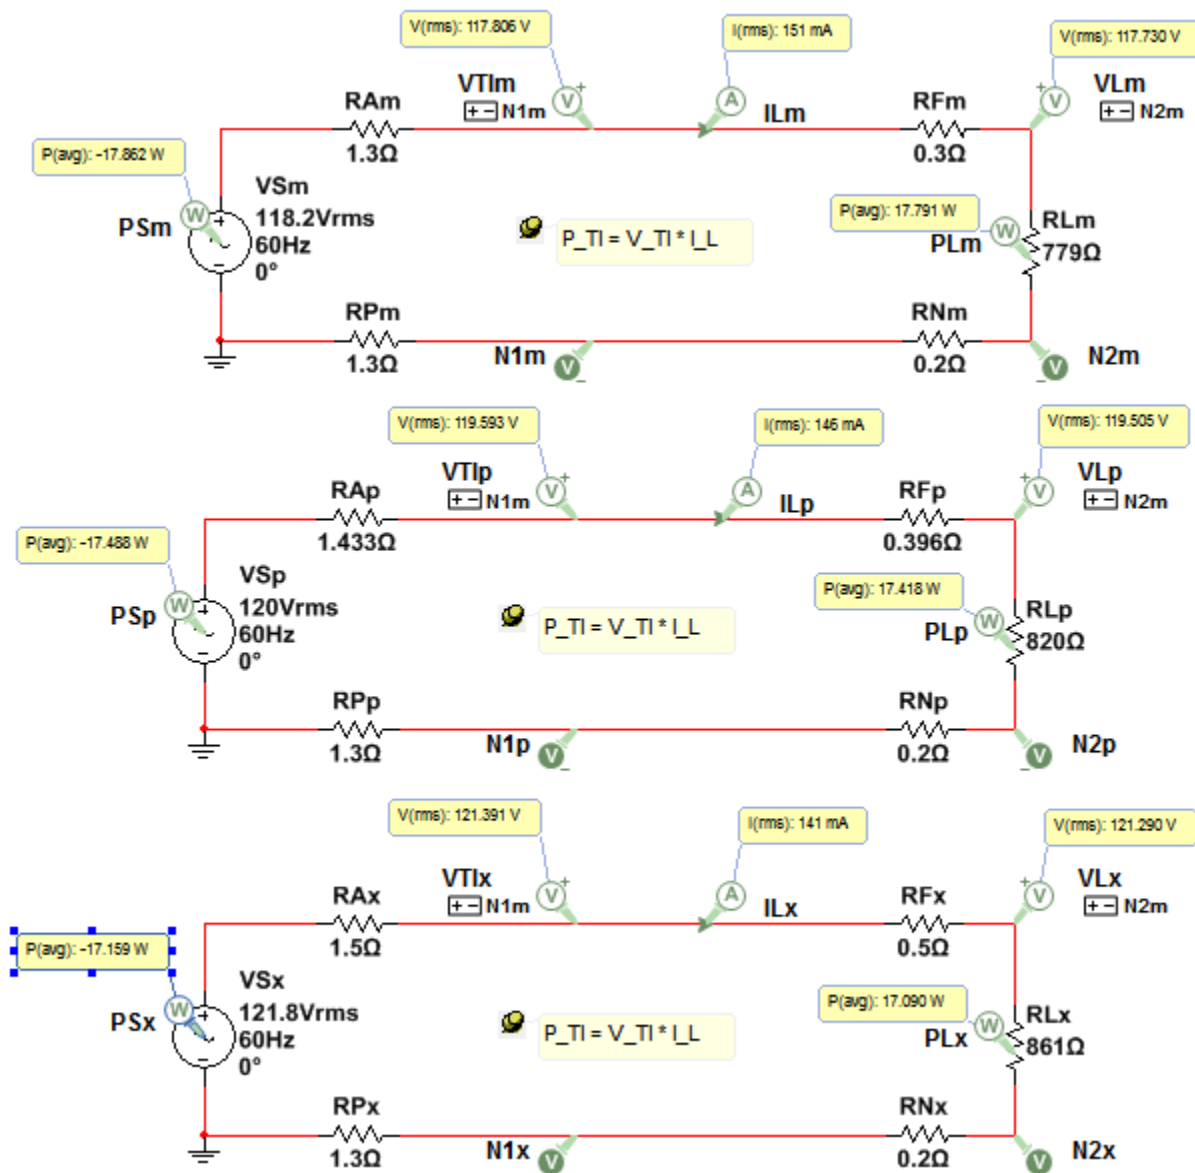 V(rms): 117.806 V
I(rms): 151 mA
V(rms): 117.730 V
VTIm
+ - N1m
V +
A
ILm
V +
VLm
+ - N2m
RAm
1.3Ω
RFm
0.3Ω
P(avg): -17.862 W
PSm
W
VSm
118.2Vrms
60Hz
0°
P_TI = V_TI * I_L
P(avg): 17.791 W
PLm
W
RLm
779Ω
RPm
1.3Ω
N1m
V -
RNm
0.2Ω
N2m
V -
V(rms): 119.593 V
I(rms): 146 mA
V(rms): 119.505 V
VTIp
+ - N1m
V +
A
ILp
V +
VLp
+ - N2m
RAp
1.433Ω
RFp
0.396Ω
P(avg): -17.488 W
PSp
W
VSp
120Vrms
60Hz
0°
P_TI = V_TI * I_L
P(avg): 17.418 W
PLp
W
RLp
820Ω
RPp
1.3Ω
N1p
V -
RNp
0.2Ω
N2p
V -
V(rms): 121.391 V
I(rms): 141 mA
V(rms): 121.290 V
VTIx
+ - N1m
V +
A
ILx
V +
VLx
+ - N2m
RAx
1.5Ω
RFx
0.5Ω
P(avg): -17.159 W
PSx
W
VSx
121.8Vrms
60Hz
0°
P_TI = V_TI * I_L
P(avg): 17.090 W
PLx
W
RLx
861Ω
RPx
1.3Ω
N1x
V
RNx
0.2Ω
N2x
V